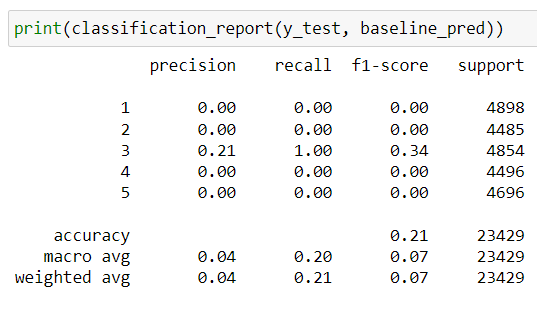 print(classification_report(y_test, baseline_pred))
precision recall f1-score support
1 0.00 0.00 0.00 4898
2 0.00 0.00 0.00 4485
3 0.21 1.00 0.34 4854
4 0.00 0.00 0.00 4496
5 0.00 0.00 0.00 4696
accuracy 0.21 23429
macro avg 0.04 0.20 0.07 23429
weighted avg 0.04 0.21 0.07 23429